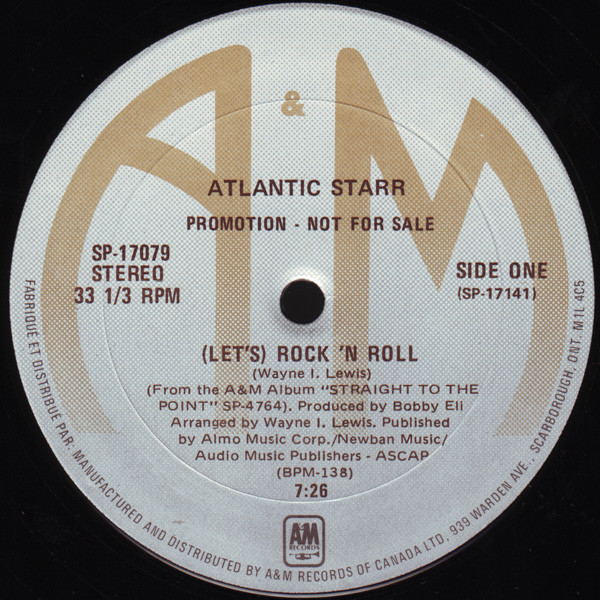 A&M
ATLANTIC STARR
PROMOTION - NOT FOR SALE
SP-17079
STEREO
33 1/3 RPM
SIDE ONE
(SP-17141)
(LET'S) ROCK 'N ROLL
(Wayne I. Lewis)
(From the A&M Album "STRAIGHT TO THE
POINT" SP-4764). Produced by Bobby Eli
Arranged by Wayne I. Lewis. Published
by Almo Music Corp./Newban Music/
Audio Music Publishers - ASCAP
(BPM-138)
7:26
A&M
RECORDS
FABRIQUÉ ET DISTRIBUÉ PAR: MANUFACTURED AND DISTRIBUTED BY A&M RECORDS OF CANADA LTD, 939 WARDEN AVE., SCARBOROUGH, ONT. M1L 4C5